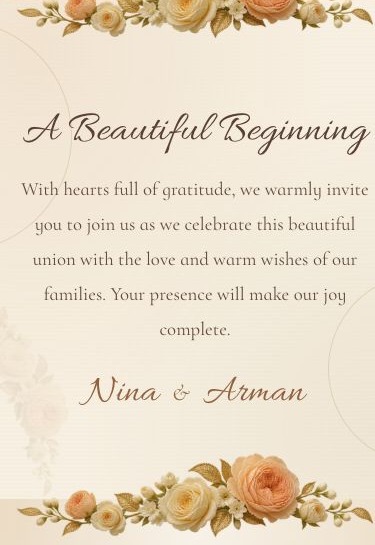 A Beautiful Beginning
With hearts full of gratitude, we warmly invite
you to join us as we celebrate this beautiful
union with the love and warm wishes of our
families. Your presence will make our joy
complete.
Nina & Arman